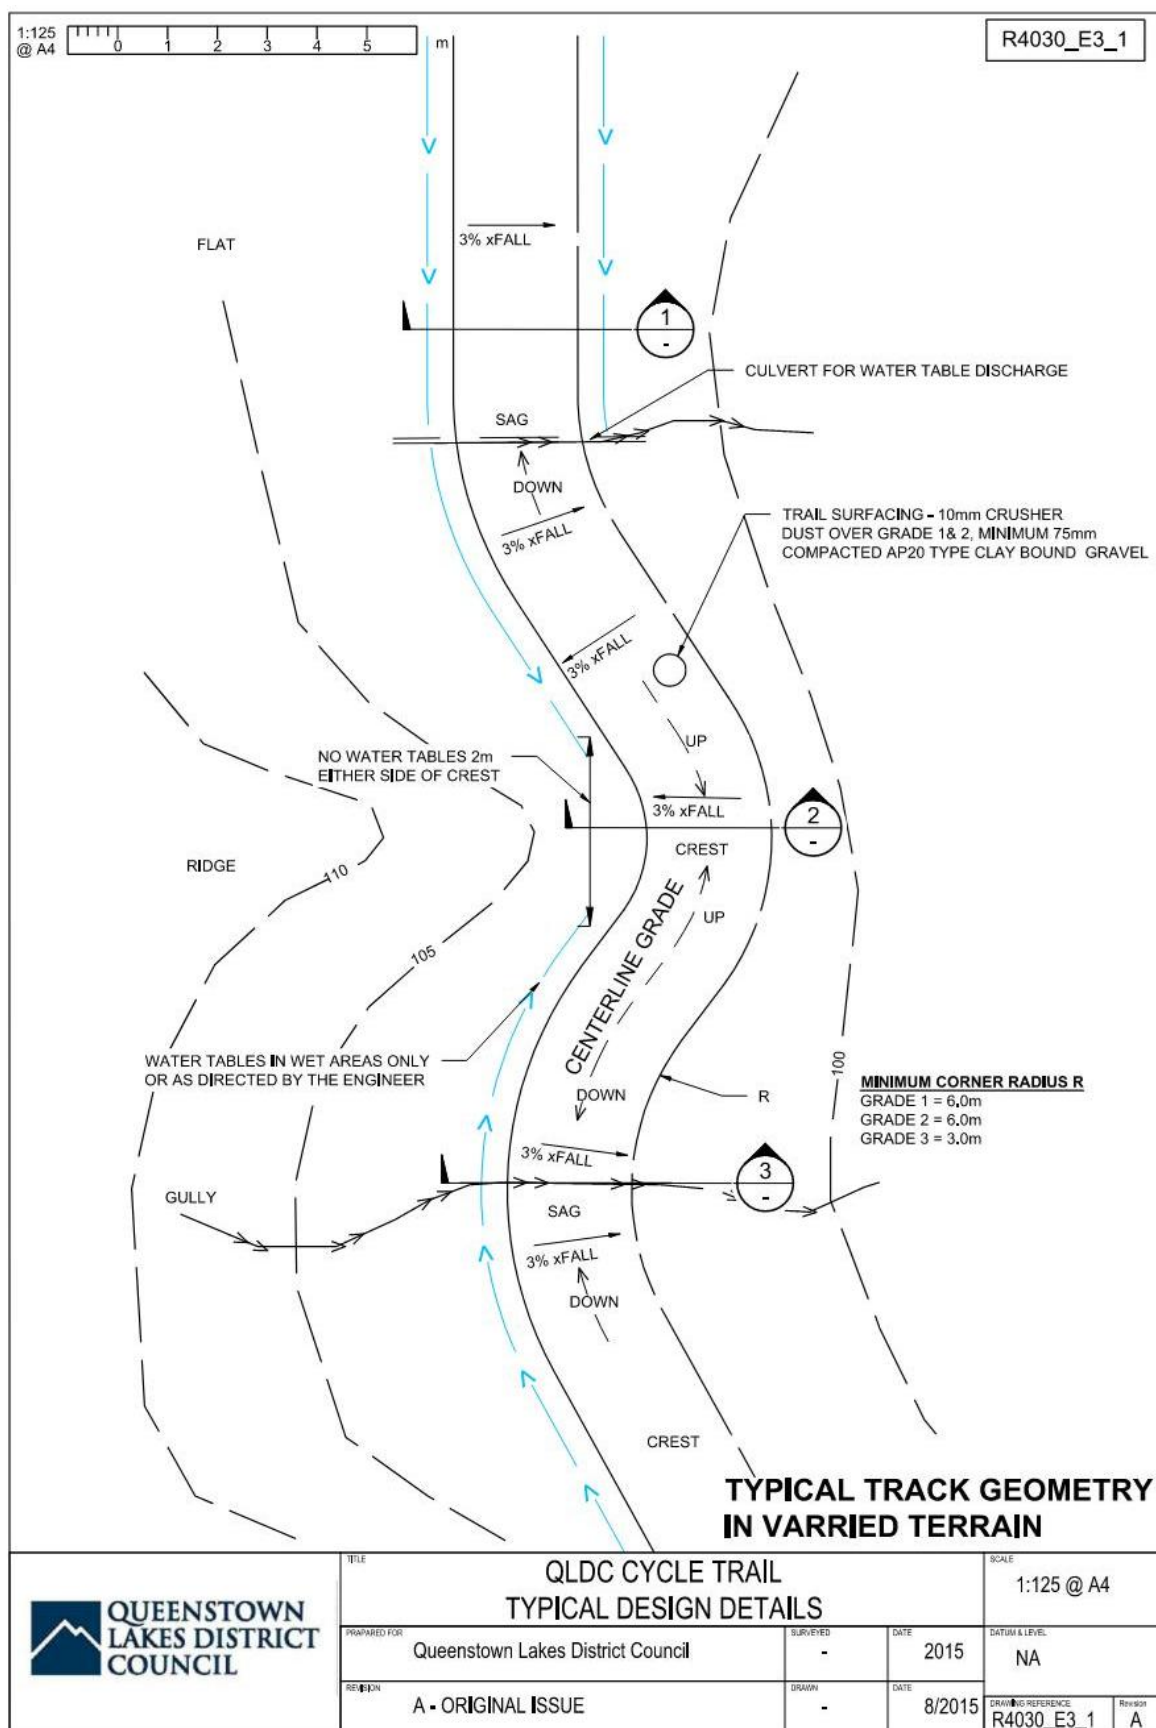 1:125
@ A4
0 1 2 3 4 5 m
R4030_E3_1
3% xFALL
FLAT
1
-
CULVERT FOR WATER TABLE DISCHARGE
SAG
DOWN
3% xFALL
TRAIL SURFACING - 10mm CRUSHER
DUST OVER GRADE 1& 2, MINIMUM 75mm
COMPACTED AP20 TYPE CLAY BOUND GRAVEL
3% xFALL
UP
NO WATER TABLES 2m
EITHER SIDE OF CREST
3% xFALL
2
-
CREST
RIDGE
110
UP
105
CENTERLINE GRADE
WATER TABLES IN WET AREAS ONLY
OR AS DIRECTED BY THE ENGINEER
100
DOWN
R
MINIMUM CORNER RADIUS R
GRADE 1 = 6.0m
GRADE 2 = 6.0m
GRADE 3 = 3.0m
3% xFALL
3
-
GULLY
SAG
3% xFALL
DOWN
CREST
TYPICAL TRACK GEOMETRY
IN VARRIED TERRAIN
QUEENSTOWN
LAKES DISTRICT
COUNCIL
TITLE
QLDC CYCLE TRAIL
TYPICAL DESIGN DETAILS
SCALE
1:125 @ A4
PRAPARED FOR
Queenstown Lakes District Council
SURVEYED
-
DATE
2015
DATUM & LEVEL
NA
REVISION
A - ORIGINAL ISSUE
DRAWN
-
DATE
8/2015
DRAWING REFERENCE
R4030_E3_1
Revision
A